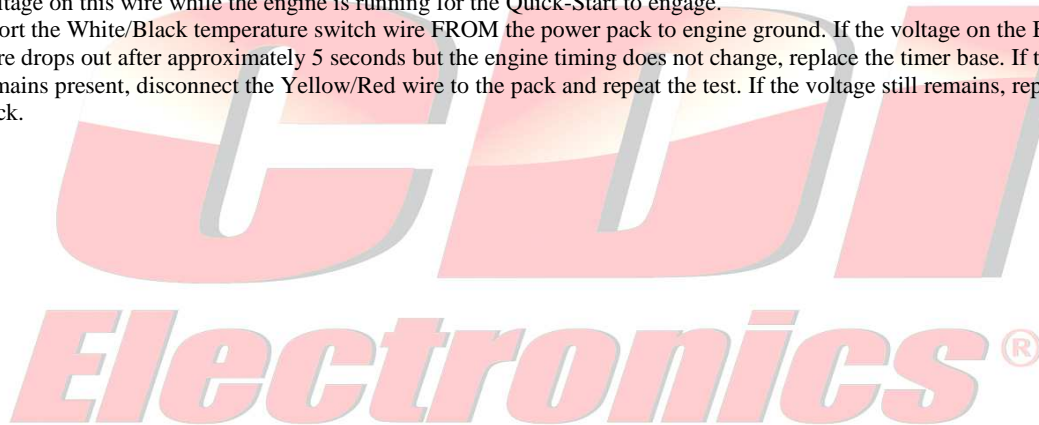 ltage on this wire while the engine is running for the Quick-Start to engage.
ort the White/Black temperature switch wire FROM the power pack to engine ground. If the voltage on the
re drops out after approximately 5 seconds but the engine timing does not change, replace the timer base. If t
mains present, disconnect the Yellow/Red wire to the pack and repeat the test. If the voltage still remains, rep
ck.
CDI
Electronics®